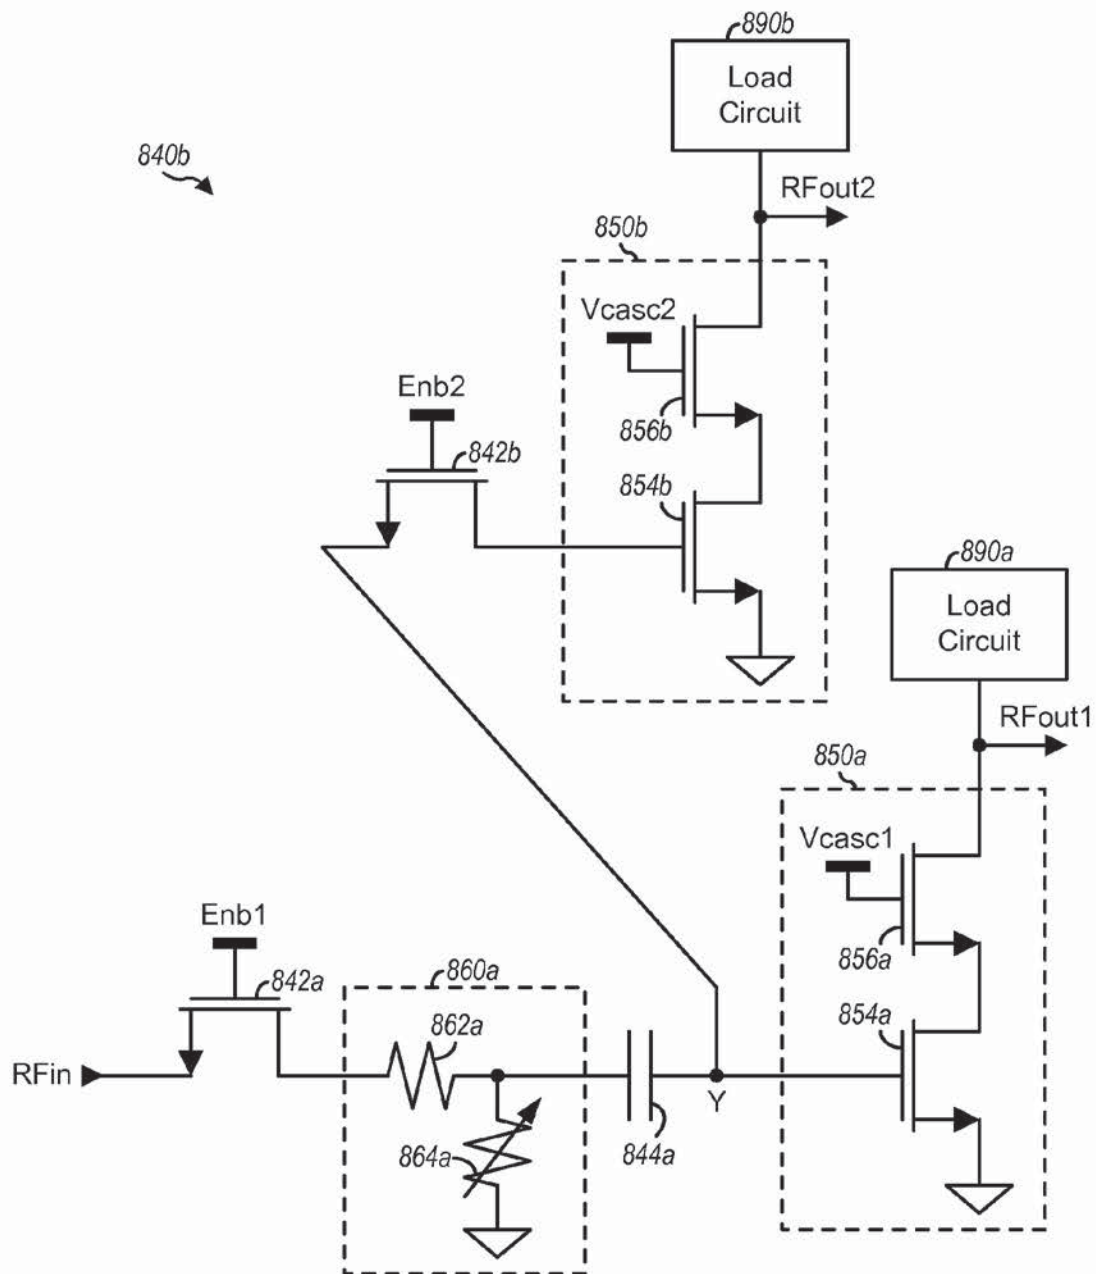 890b
Load
Circuit
840b
RFout2
850b
Vcasc2
Enb2
856b
842b
854b
890a
Load
Circuit
RFout1
850a
Vcasc1
Enb1
856a
860a
842a
854a
862a
RFin
Y
864a
844a